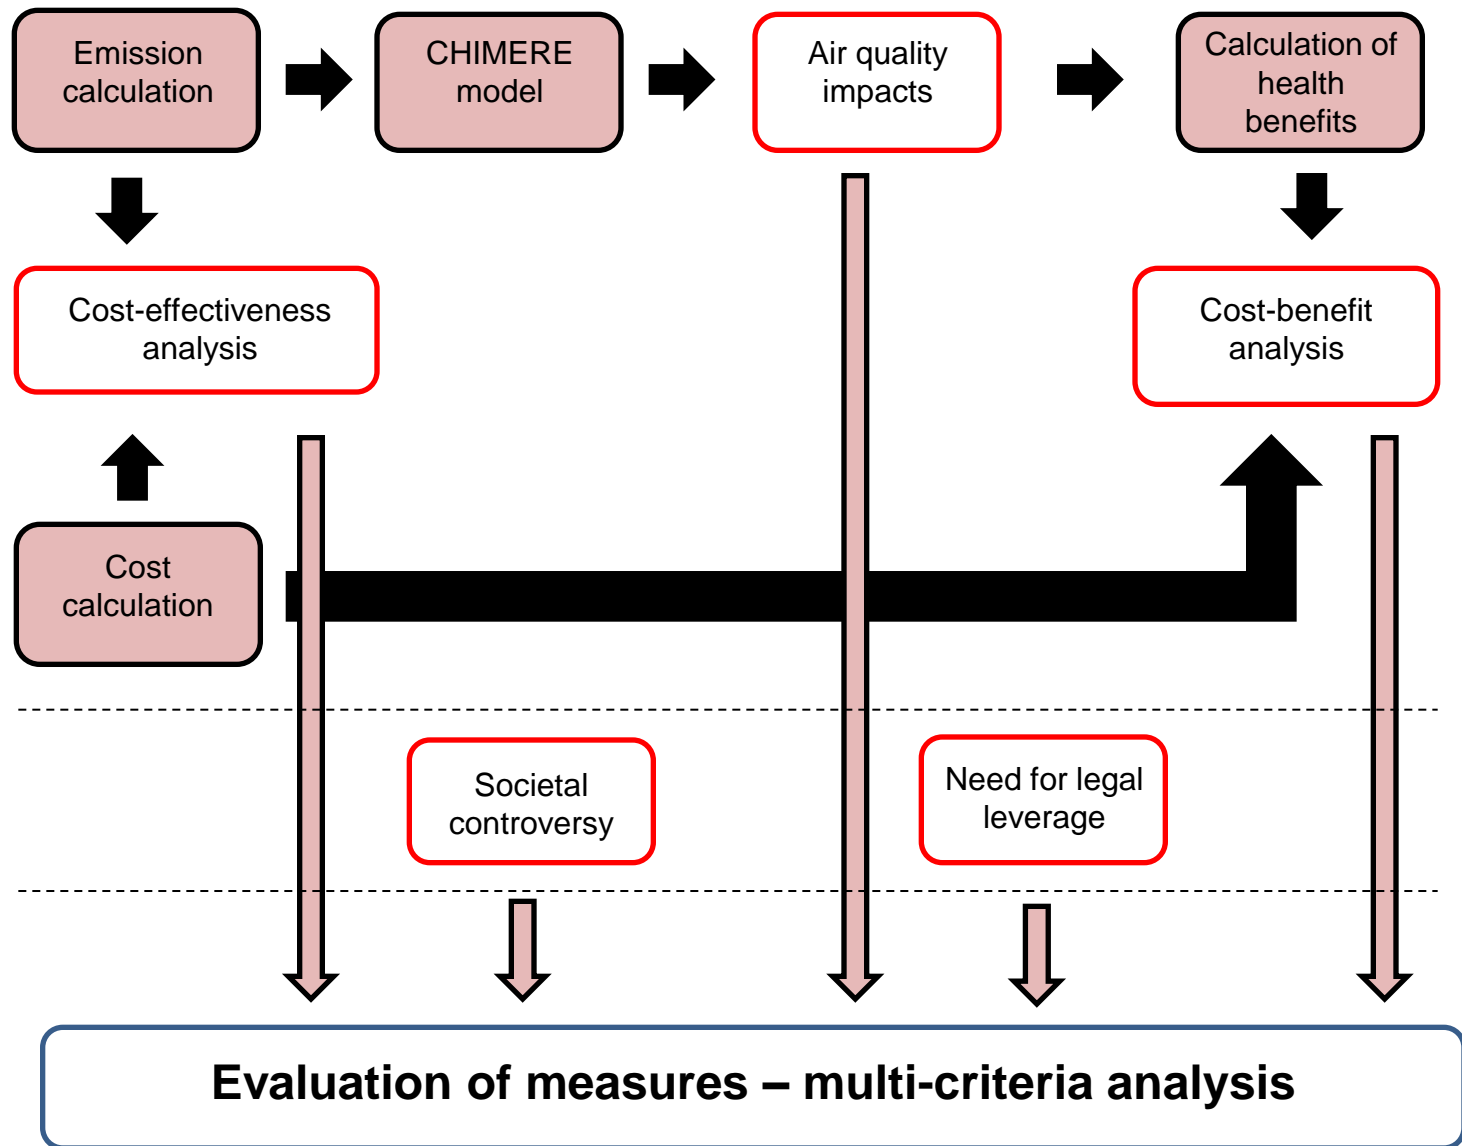 Emission
calculation
CHIMERE
model
Air quality
impacts
Calculation of
health
benefits
Cost-effectiveness
analysis
Cost-benefit
analysis
Cost
calculation
Societal
controversy
Need for legal
leverage
Evaluation of measures – multi-criteria analysis